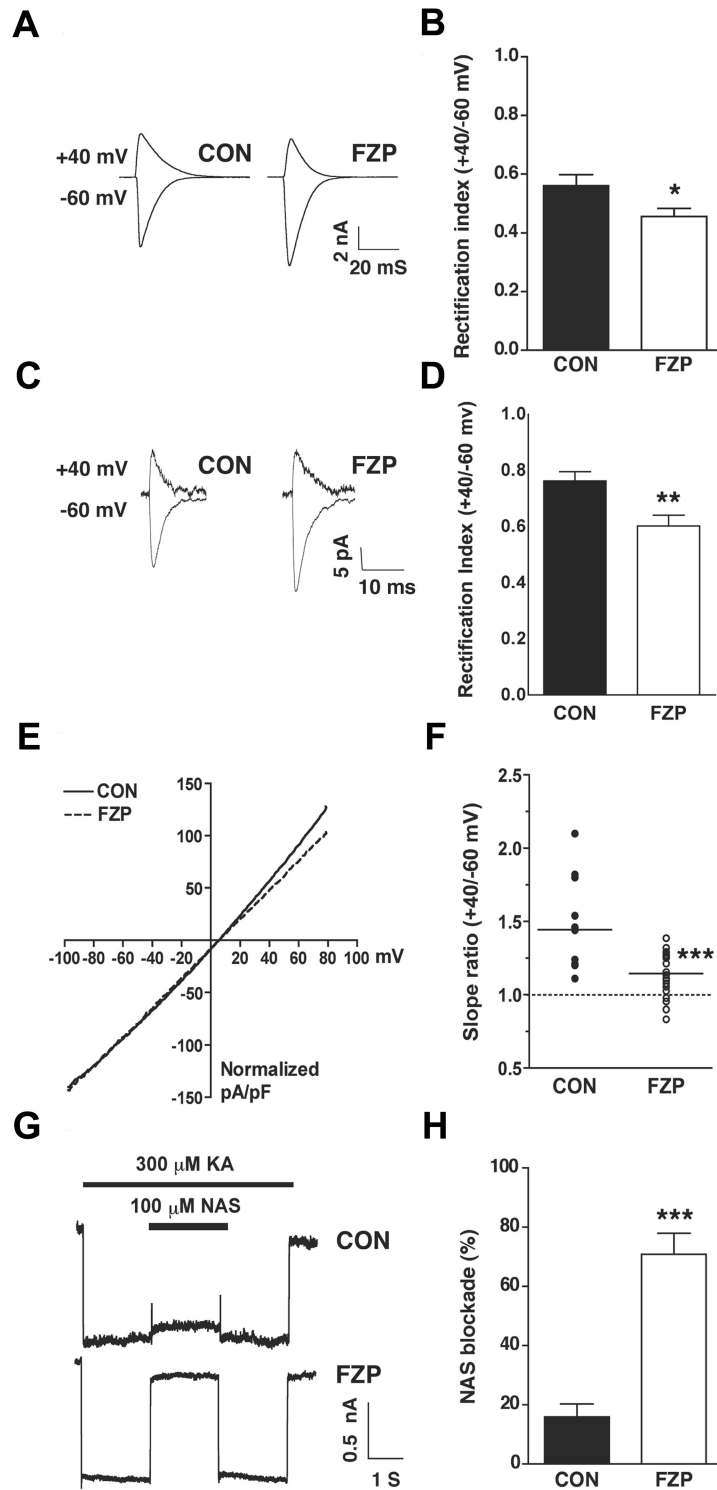 A
+40 mV
-60 mV
CON
FZP
2 nA
20 mS
B
Rectification index (+40/-60 mV)
1.0
0.8
0.6
0.4
0.2
0.0
*
CON
FZP
C
+40 mV
-60 mV
CON
FZP
5 pA
10 ms
D
Rectification Index (+40/-60 mv)
1.0
0.8
0.6
0.4
0.2
0.0
**
CON
FZP
E
CON
FZP
150
100
50
-100
-80
-60
-40
-20
20
40
60
80
100
mV
-50
-100
-150
Normalized
pA/pF
F
Slope ratio (+40/-60 mV)
2.5
2.0
1.5
1.0
0.5
***
CON
FZP
G
300 μM KA
100 μM NAS
CON
FZP
0.5 nA
1 S
H
NAS blockade (%)
100
80
60
40
20
0
***
CON
FZP